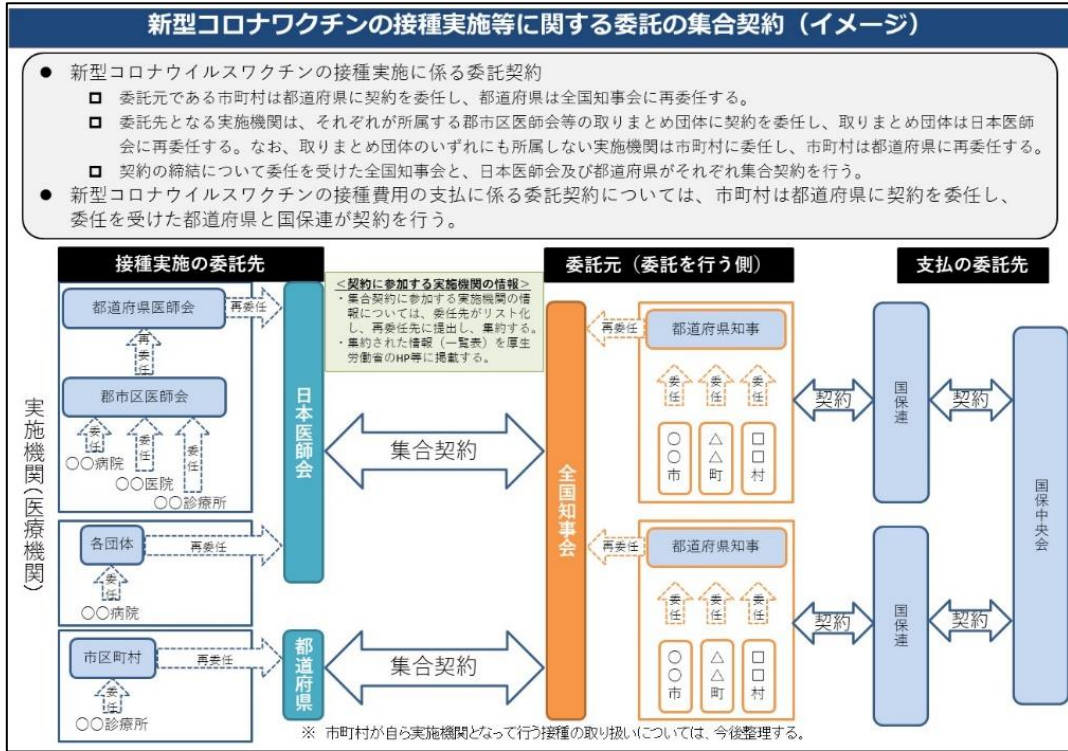 新型コロナワクチンの接種実施等に関する委託の集合契約（イメージ）
● 新型コロナウイルスワクチンの接種実施に係る委託契約
□ 委託元である市町村は都道府県に契約を委任し、都道府県は全国知事会に再委任する。
□ 委託先となる実施機関は、それぞれが所属する郡市区医師会等の取りまとめ団体に契約を委任し、取りまとめ団体は日本医師
会に再委任する。なお、取りまとめ団体のいずれにも所属しない実施機関は市町村に委任し、市町村は都道府県に再委任する。
□ 契約の締結について委任を受けた全国知事会と、日本医師会及び都道府県がそれぞれ集合契約を行う。
● 新型コロナウイルスワクチンの接種費用の支払に係る委託契約については、市町村は都道府県に契約を委任し、
委任を受けた都道府県と国保連が契約を行う。
接種実施の委託先
委託元（委託を行う側）
支払の委託先
＜契約に参加する実施機関の情報＞
・集合契約に参加する実施機関の情
報については、委任先がリスト化
し、再委任先に提出し、集約する。
・集約された情報（一覧表）を厚生
労働省のHP等に掲載する。
実施機関（医療機関）
都道府県医師会
再委任
再委任
郡市区医師会
委任
委任
委任
〇〇病院
〇〇医院
〇〇診療所
各団体
再委任
委任
〇〇病院
市区町村
再委任
委任
〇〇診療所
日本医師会
都道府県
集合契約
集合契約
全国知事会
再委任
都道府県知事
委任
委任
委任
〇〇市
△△町
□□村
再委任
都道府県知事
委任
委任
委任
〇〇市
△△町
□□村
契約
国保連
契約
契約
国保連
契約
国保中央会
※ 市町村が自ら実施機関となって行う接種の取り扱いについては、今後整理する。